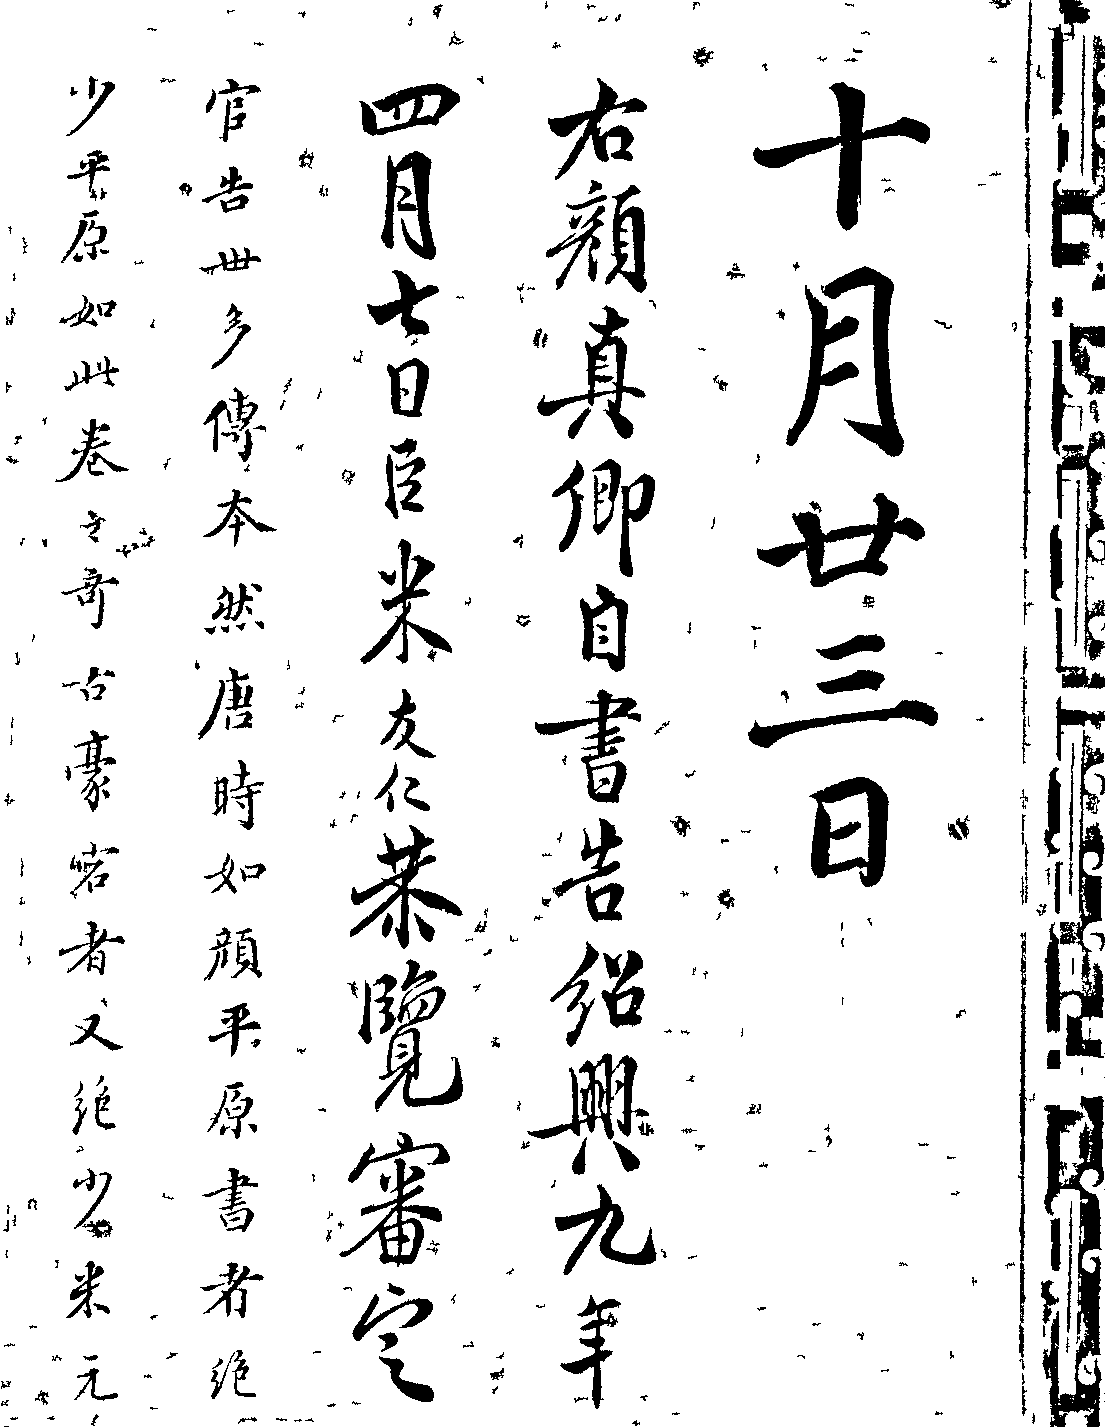 十月廿三日
右顔真卿自書告紹興九年
四月七日臣米友仁恭覽審定
官告世多傳本然唐時如顔平原書者絶
少平原如此卷之奇古豪宕者又絶少米元